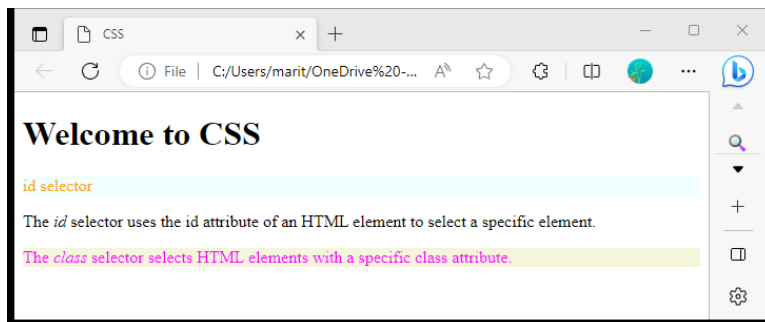 CSS
File
C:/Users/marit/OneDrive%20-...
Welcome to CSS
id selector
The id selector uses the id attribute of an HTML element to select a specific element.
The class selector selects HTML elements with a specific class attribute.